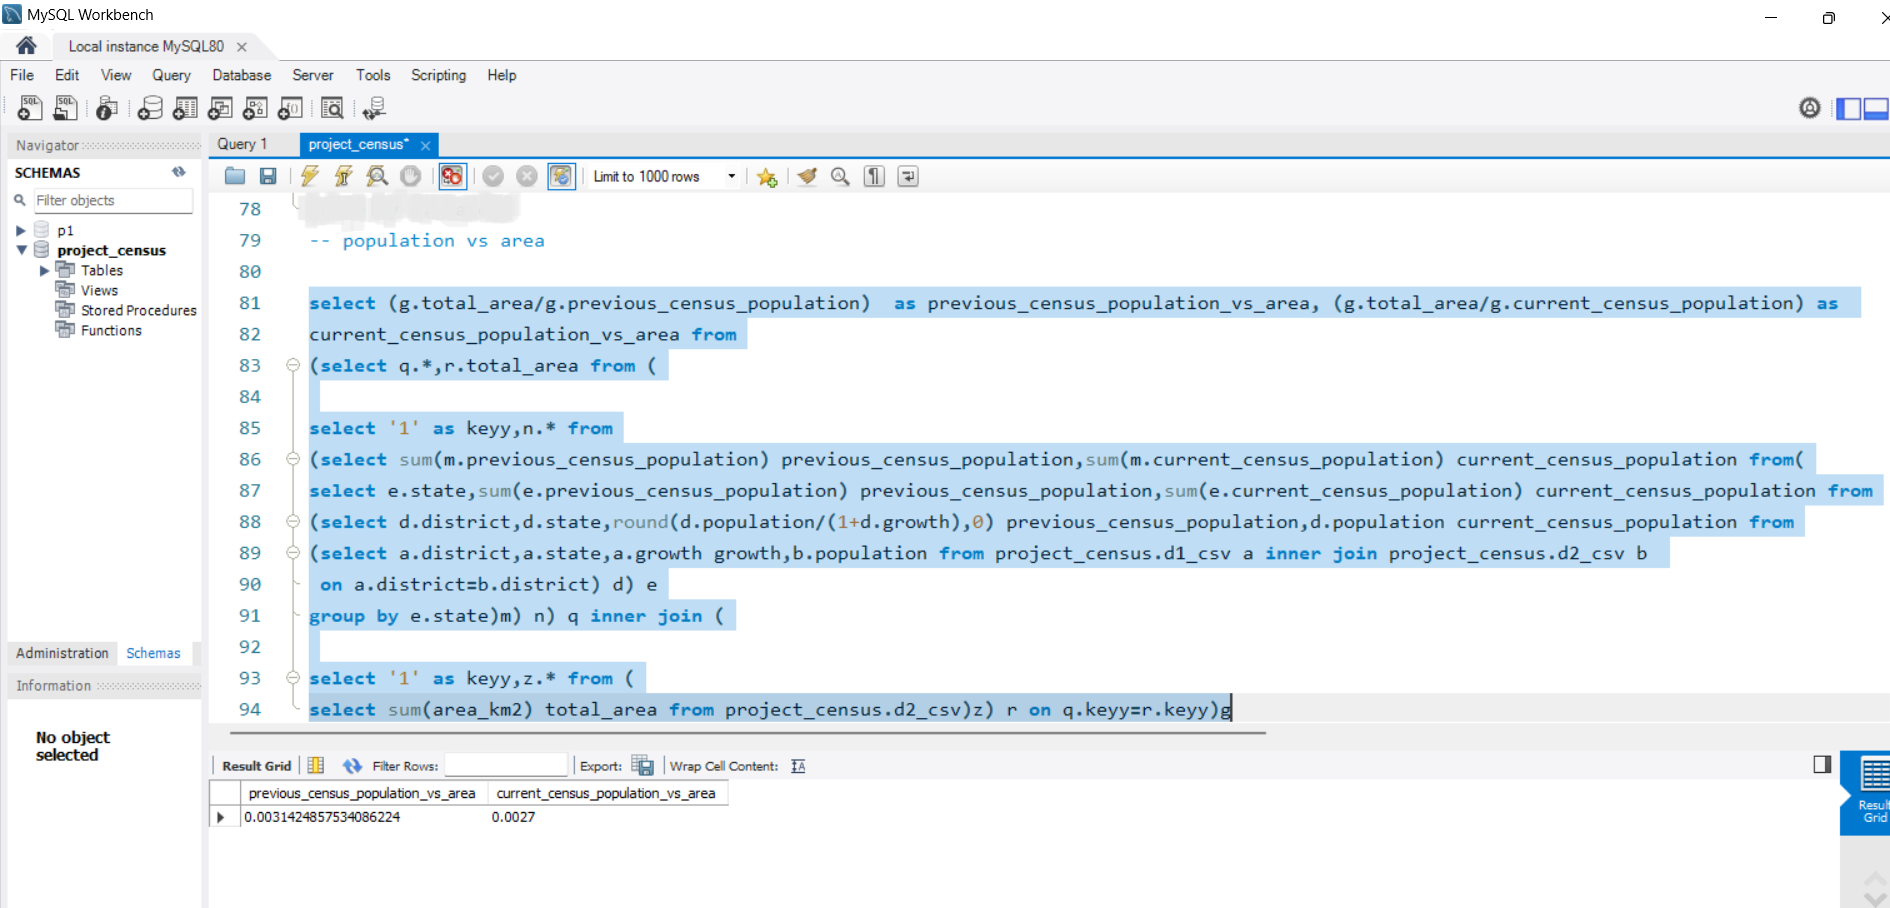 MySQL Workbench
Local instance MySQL80
File Edit View Query Database Server Tools Scripting Help
Navigator
SCHEMAS
Filter objects
p1
project_census
Tables
Views
Stored Procedures
Functions
Administration Schemas
Information
No object
selected
Query 1 project_census*
Limit to 1000 rows
78
79 -- population vs area
80
81 select (g.total_area/g.previous_census_population)  as previous_census_population_vs_area, (g.total_area/g.current_census_population) as
82 current_census_population_vs_area from
83 (select q.*,r.total_area from (
84
85 select '1' as keyy,n.* from
86 (select sum(m.previous_census_population) previous_census_population,sum(m.current_census_population) current_census_population from(
87 select e.state,sum(e.previous_census_population) previous_census_population,sum(e.current_census_population) current_census_population from
88 (select d.district,d.state,round(d.population/(1+d.growth),0) previous_census_population,d.population current_census_population from
89 (select a.district,a.state,a.growth growth,b.population from project_census.d1_csv a inner join project_census.d2_csv b
90 on a.district=b.district) d) e
91 group by e.state)m) n) q inner join (
92
93 select '1' as keyy,z.* from (
94 select sum(area_km2) total_area from project_census.d2_csv)z) r on q.keyy=r.keyy)g
Result Grid Filter Rows: Export: Wrap Cell Content:
previous_census_population_vs_area current_census_population_vs_area
0.0031424857534086224 0.0027
Result
Grid